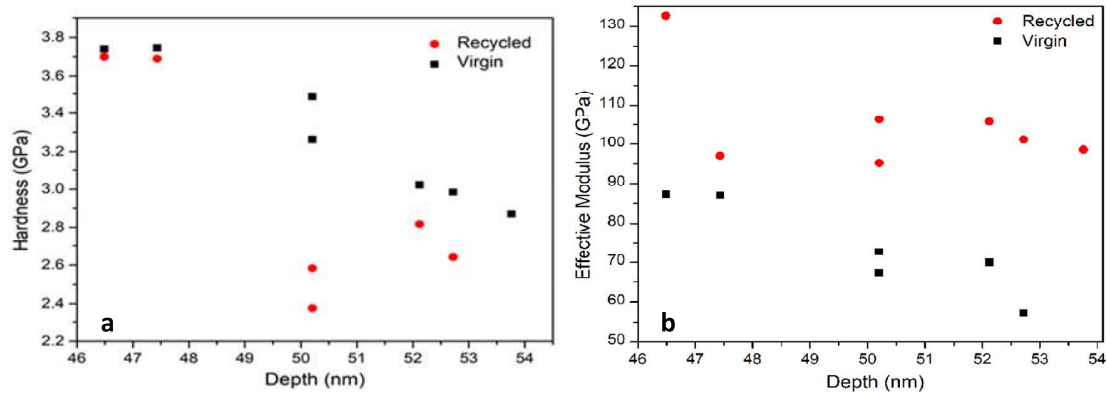 3.8
3.6
3.4
3.2
3.0
2.8
2.6
2.4
2.2
Hardness (GPa)
Recycled
Virgin
a
46 47 48 49 50 51 52 53 54
Depth (nm)
130
120
110
100
90
80
70
60
50
Effective Modulus (GPa)
Recycled
Virgin
b
46 47 48 49 50 51 52 53 54
Depth (nm)